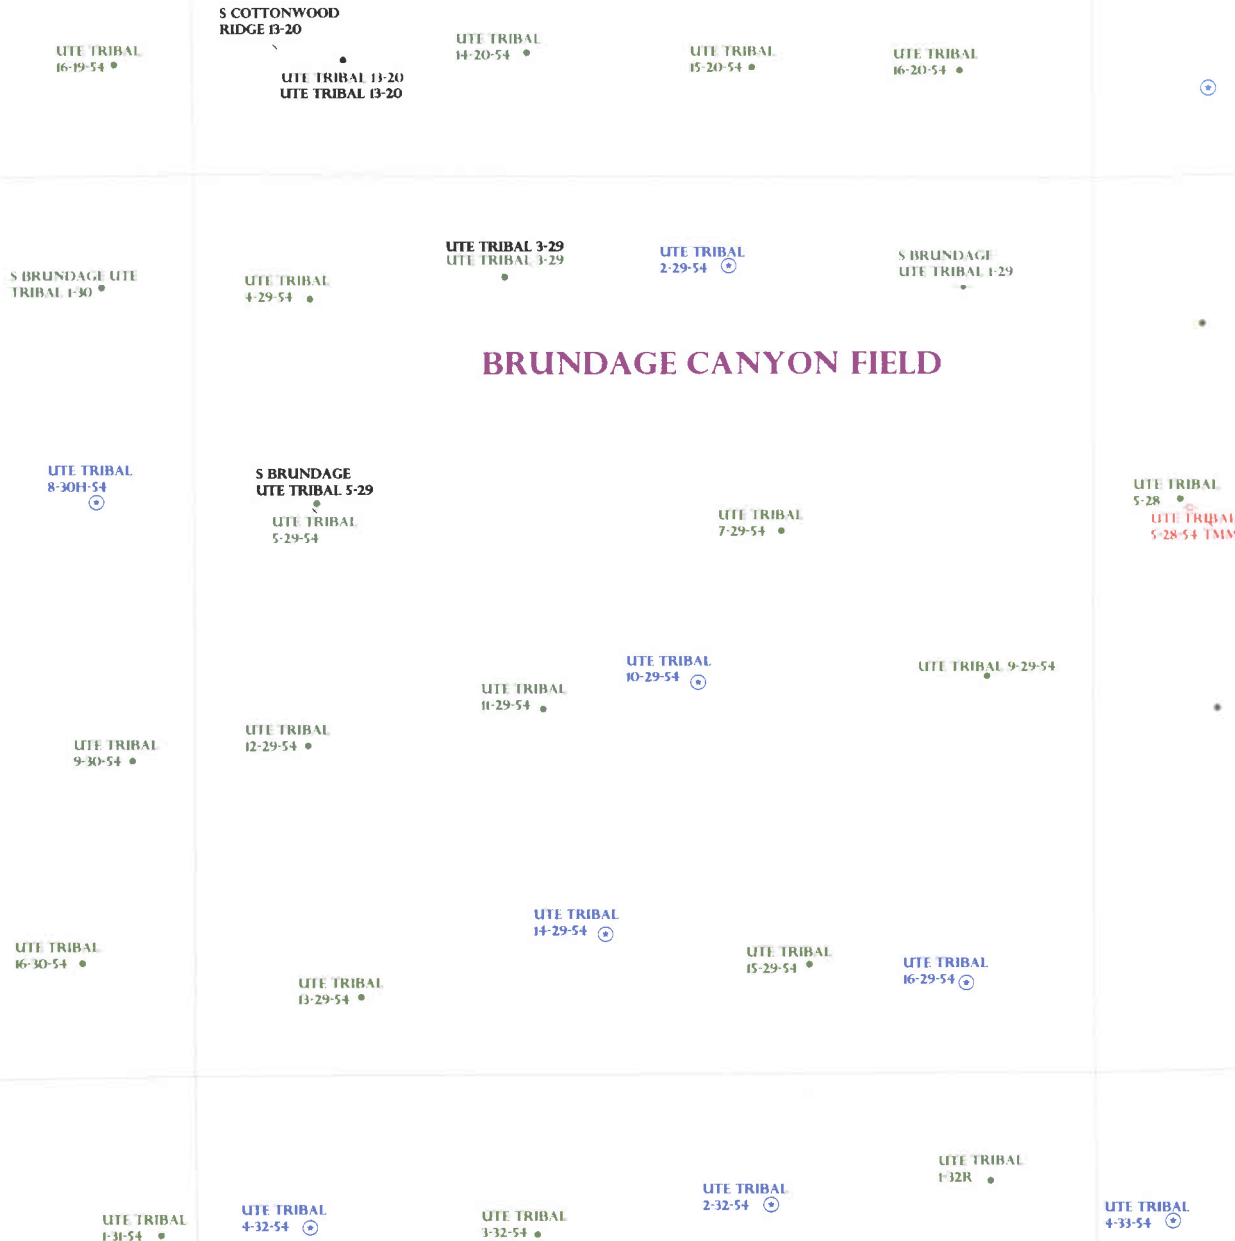 S COTTONWOOD
RIDGE 13-20
UTE TRIBAL
16-19-54
UTE TRIBAL 13-20
UTE TRIBAL 13-20
UTE TRIBAL
14-20-54
UTE TRIBAL
15-20-54
UTE TRIBAL
16-20-54
S BRUNDAGE UTE
TRIBAL 1-30
UTE TRIBAL
4-29-54
UTE TRIBAL 3-29
UTE TRIBAL 3-29
UTE TRIBAL
2-29-54
S BRUNDAGE
UTE TRIBAL 1-29
BRUNDAGE CANYON FIELD
UTE TRIBAL
8-30H-54
S BRUNDAGE
UTE TRIBAL 5-29
UTE TRIBAL
5-29-54
UTE TRIBAL
7-29-54
UTE TRIBAL
5-28
UTE TRIBAL
5-28-54 TMM
UTE TRIBAL
10-29-54
UTE TRIBAL 9-29-54
UTE TRIBAL
11-29-54
UTE TRIBAL
12-29-54
UTE TRIBAL
9-30-54
UTE TRIBAL
14-29-54
UTE TRIBAL
16-30-54
UTE TRIBAL
13-29-54
UTE TRIBAL
15-29-54
UTE TRIBAL
16-29-54
UTE TRIBAL
1-32R
UTE TRIBAL
1-31-54
UTE TRIBAL
4-32-54
UTE TRIBAL
3-32-54
UTE TRIBAL
2-32-54
UTE TRIBAL
4-33-54